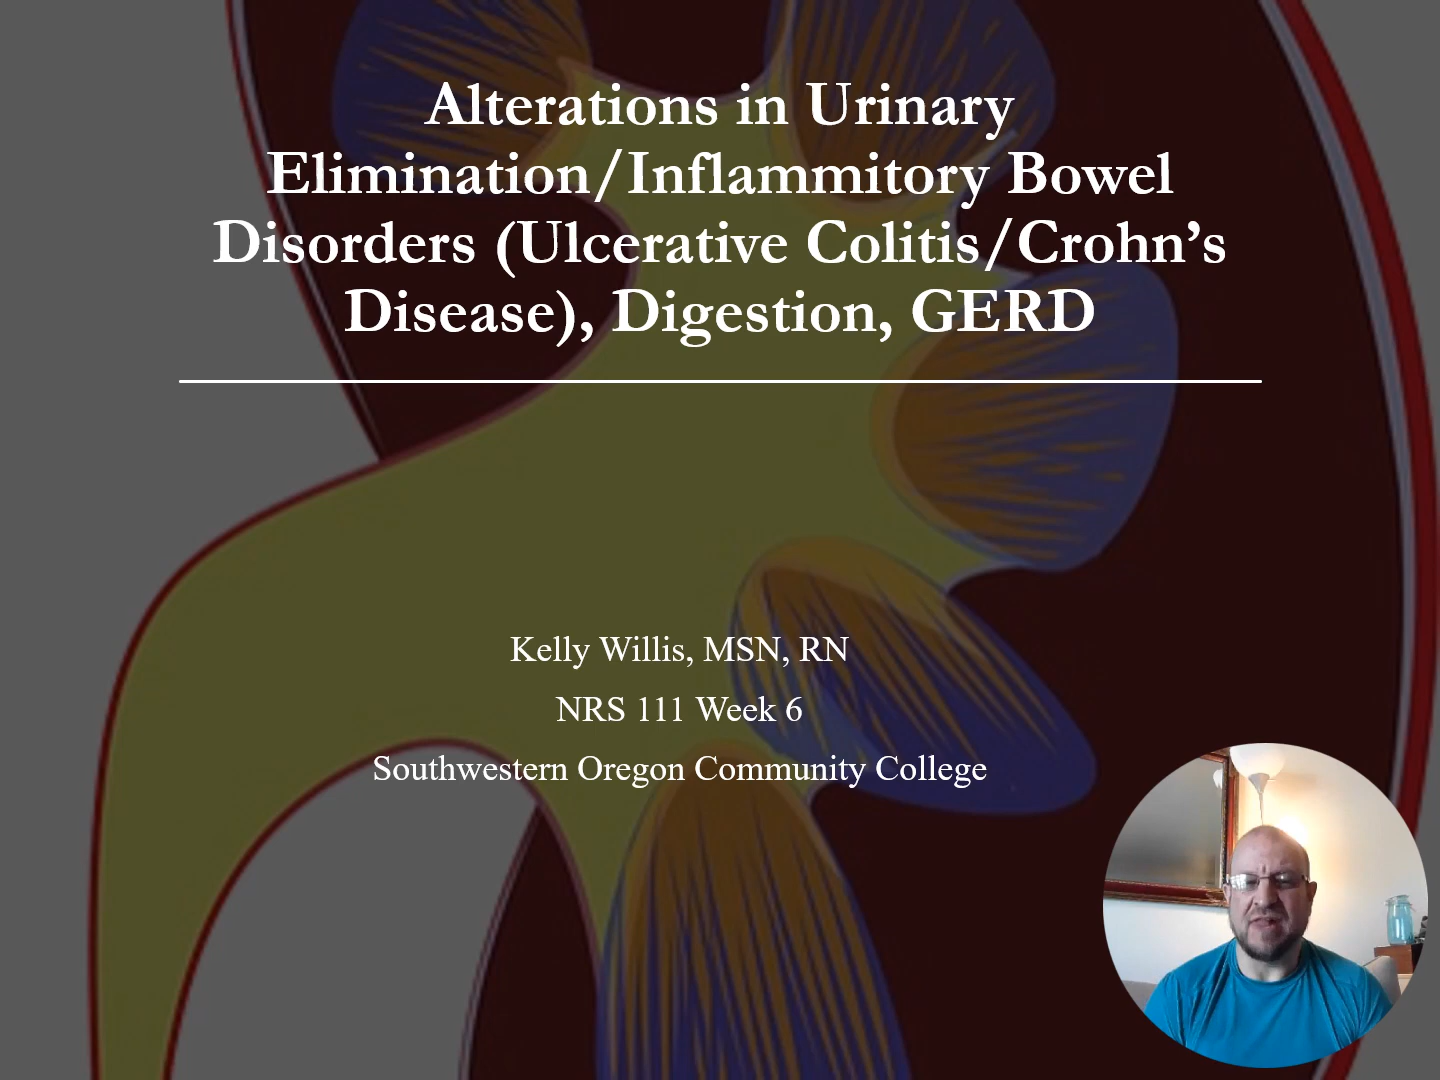 Alterations in Urinary
Elimination/Inflammitory Bowel
Disorders (Ulcerative Colitis/Crohn’s
Disease), Digestion, GERD
Kelly Willis, MSN, RN
NRS 111 Week 6
Southwestern Oregon Community College